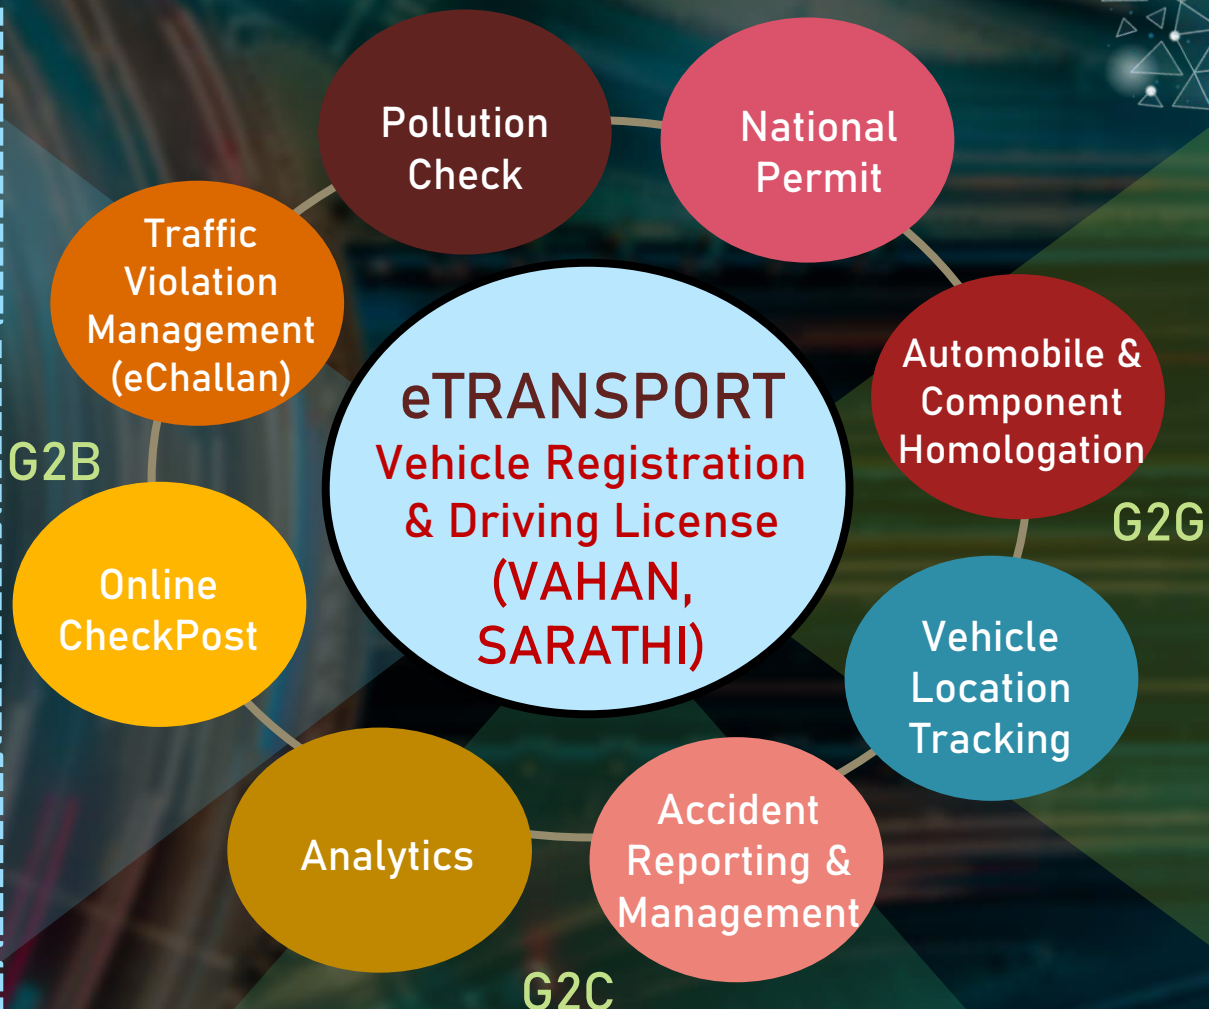 Pollution
Check
National
Permit
Traffic
Violation
Management
(eChallan)
Automobile &
Component
Homologation
eTRANSPORT
Vehicle Registration
& Driving License
(VAHAN,
SARATHI)
G2B
G2G
Online
CheckPost
Vehicle
Location
Tracking
Analytics
Accident
Reporting &
Management
G2C